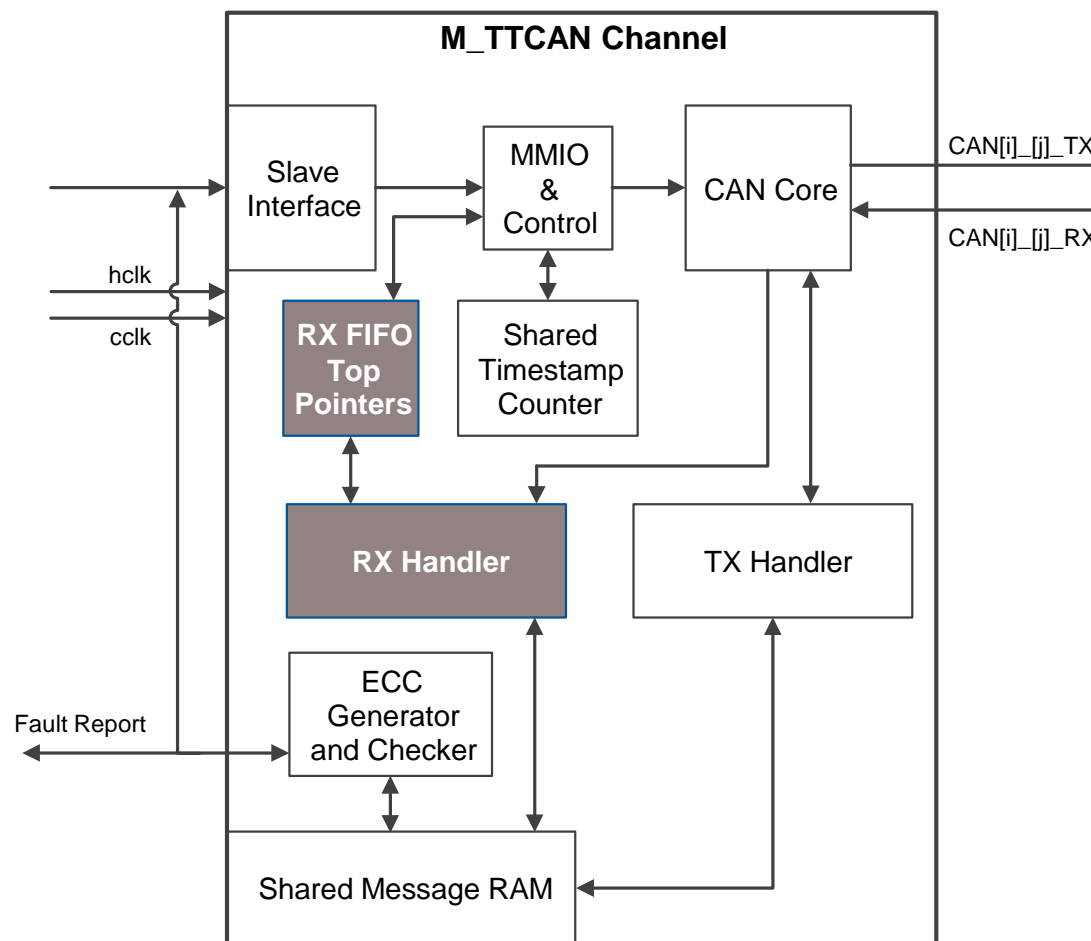 M_TTCAN Channel
Slave
Interface
MMIO
&
Control
CAN Core
CAN[i]_[j]_TX
CAN[i]_[j]_RX
hclk
cclk
RX FIFO
Top
Pointers
Shared
Timestamp
Counter
RX Handler
TX Handler
ECC
Generator
and Checker
Fault Report
Shared Message RAM